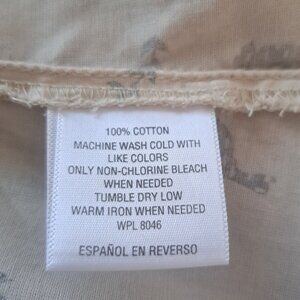 100% COTTON
MACHINE WASH COLD WITH
LIKE COLORS
ONLY NON-CHLORINE BLEACH
WHEN NEEDED
TUMBLE DRY LOW
WARM IRON WHEN NEEDED
WPL 8046
ESPAÑOL EN REVERSO